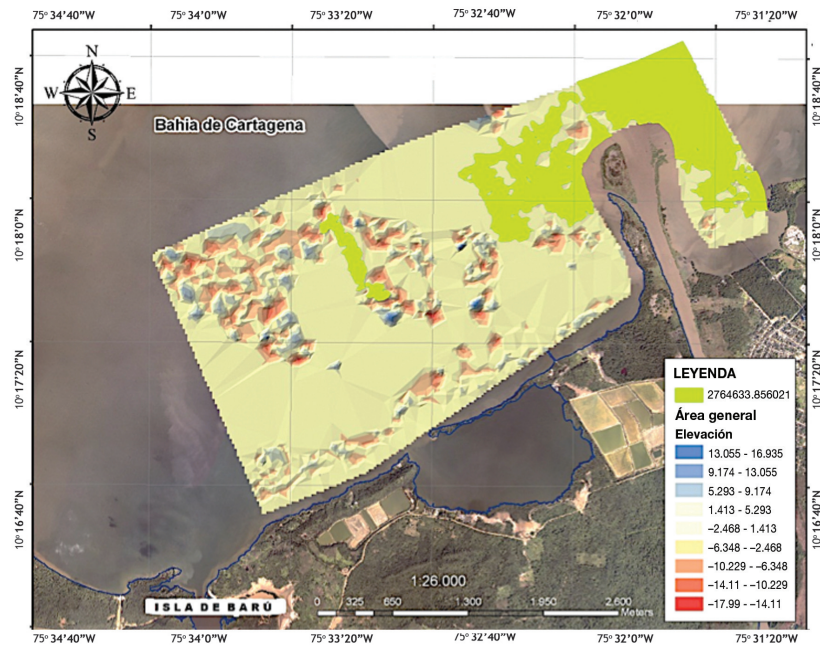 75° 34'40"W 75° 34'0"W 75° 33'20"W 75° 32'40"W 75° 32'0"W 75° 31'20"W
N
W E
S
Bahia de Cartagena
10° 18'40"N
10° 18'40"N
10° 18'0"N
10° 18'0"N
10° 17'20"N
10° 17'20"N
10° 16'40"N
10° 16'40"N
LEYENDA
2764633.856021
Área general
Elevación
13.055 - 16.935
9.174 - 13.055
5.293 - 9.174
1.413 - 5.293
–2.468 - 1.413
–6.348 - –2.468
–10.229 - –6.348
–14.11 - –10.229
–17.99 - –14.11
1:26.000
ISLA DE BARÚ
0 325 650 1.300 1.950 2.600
Meters
75° 34'40"W 75° 34'0"W 75° 33'20"W 75° 32'40"W 75° 32'0"W 75° 31'20"W